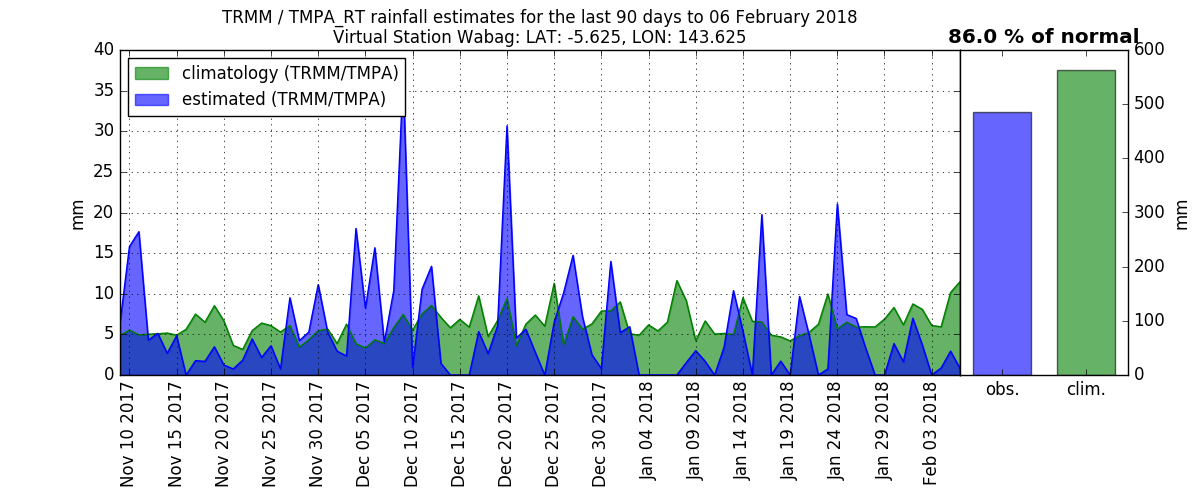 TRMM / TMPA_RT rainfall estimates for the last 90 days to 06 February 2018
Virtual Station Wabag: LAT: -5.625, LON: 143.625
86.0 % of normal
climatology (TRMM/TMPA)
estimated (TRMM/TMPA)
40
35
30
25
20
15
10
5
0
mm
600
500
400
300
200
100
0
mm
obs.
clim.
Nov 10 2017
Nov 15 2017
Nov 20 2017
Nov 25 2017
Nov 30 2017
Dec 05 2017
Dec 10 2017
Dec 15 2017
Dec 20 2017
Dec 25 2017
Dec 30 2017
Jan 04 2018
Jan 09 2018
Jan 14 2018
Jan 19 2018
Jan 24 2018
Jan 29 2018
Feb 03 2018